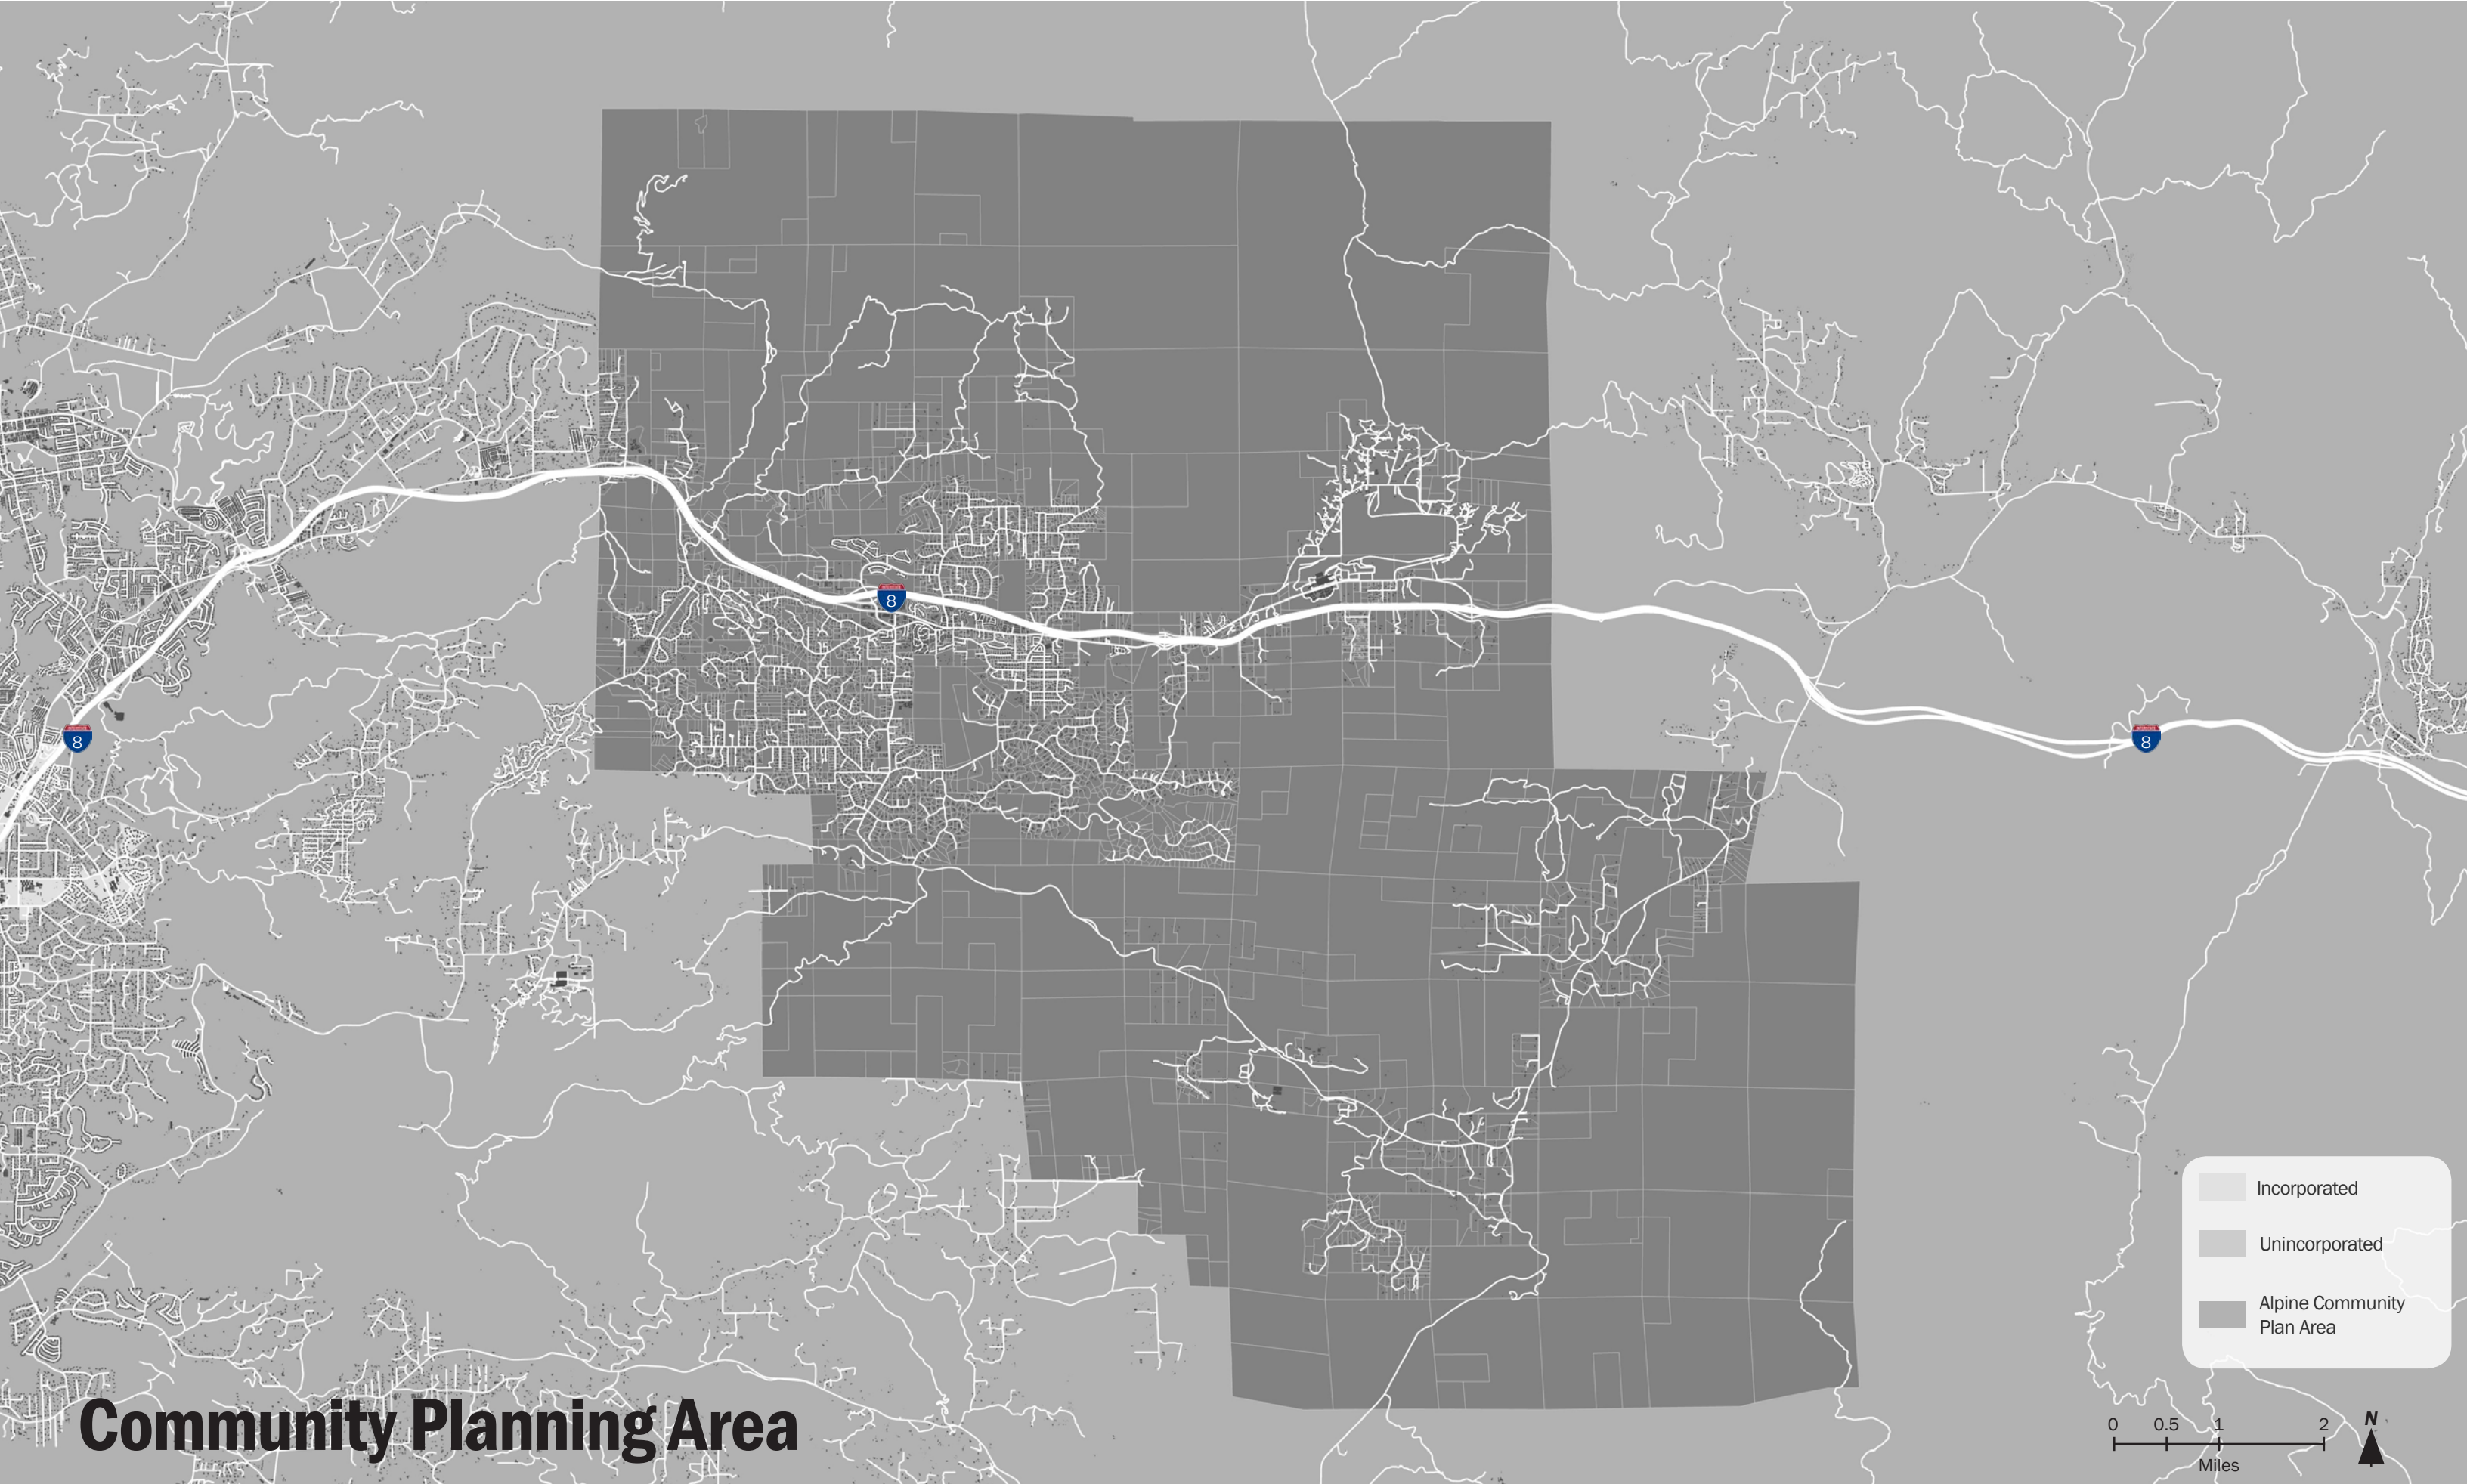 8
8
8
Incorporated
Unincorporated
Alpine Community
Plan Area
Community Planning Area
0 0.5 1 2
Miles
N